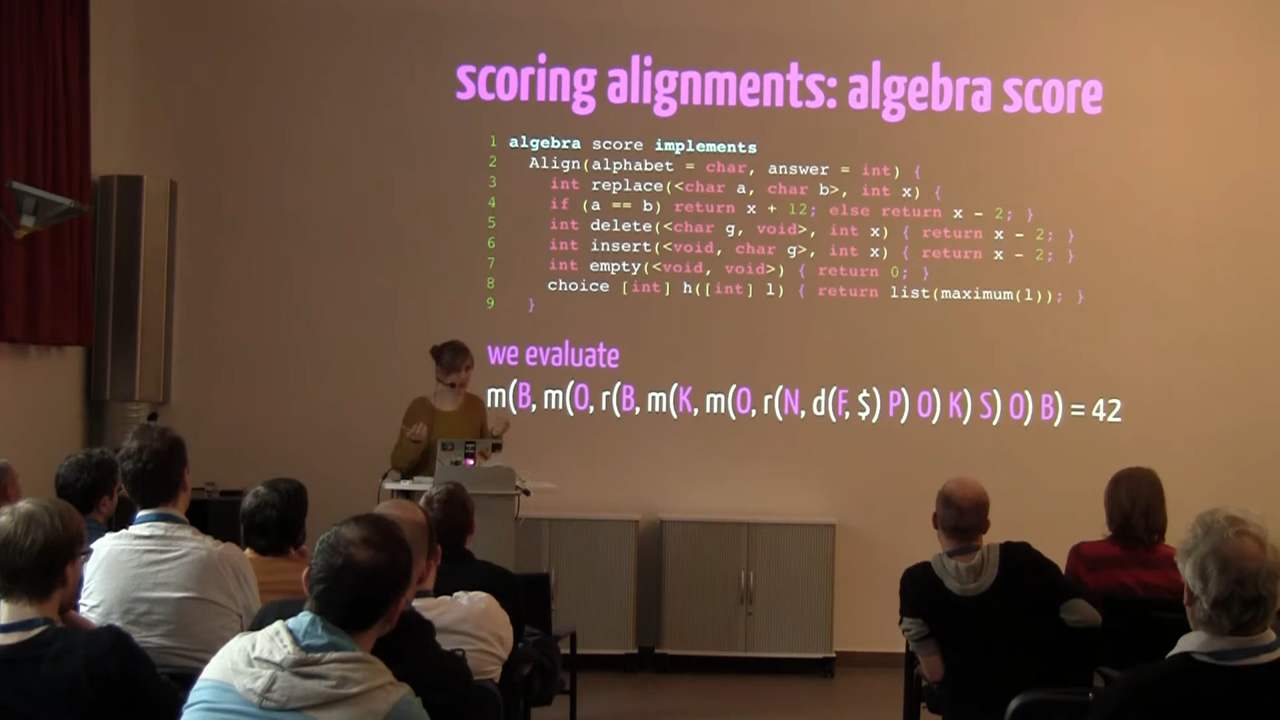 scoring alignments: algebra score
1 algebra score implements
2 Align(alphabet = char, answer = int) {
3 int replace(<char a, char b>, int x) {
4 if (a == b) return x + 12; else return x - 2; }
5 int delete(<char g, void>, int x) { return x - 2; }
6 int insert(<void, char g>, int x) { return x - 2; }
7 int empty(<void, void>) { return 0; }
8 choice [int] h([int] l) { return list(maximum(l)); }
9 }
we evaluate
m(B, m(O, r(B, m(K, m(O, r(N, d(F, $) P) O) K) S) O) B) = 42